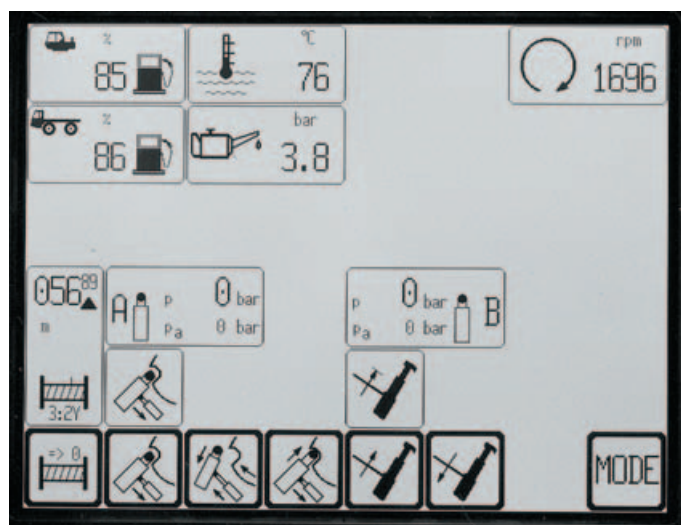 %
85
°C
76
rpm
1696
%
86
bar
3.8
056 89
m
3:2Y
A
p 0 bar
Pa 0 bar
p 0 bar
Pa 0 bar
B
=> 0
MODE